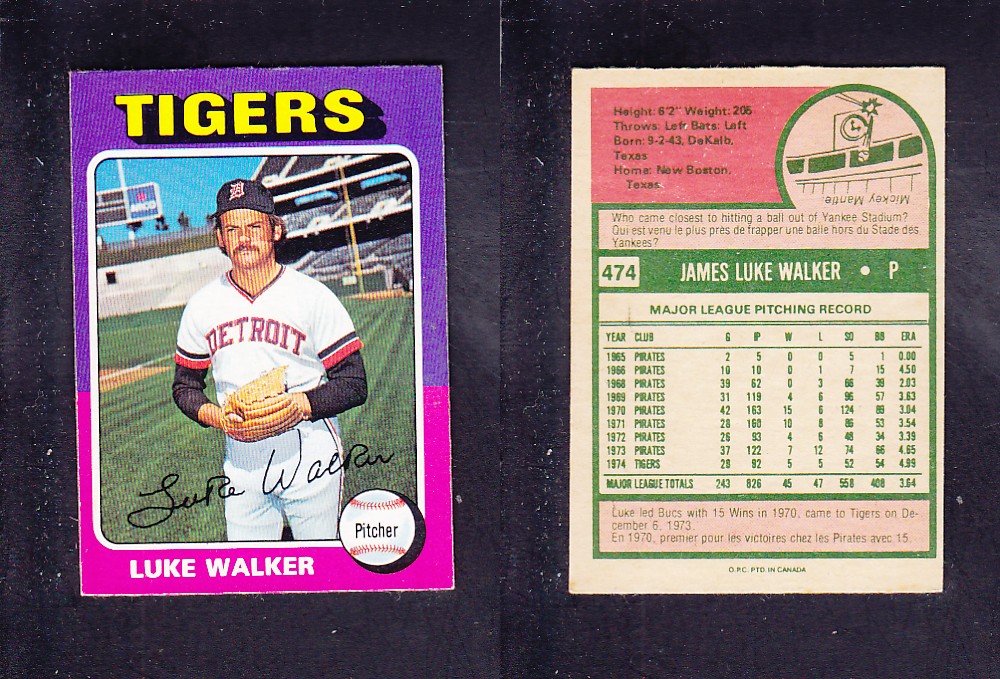 TIGERS
D
DETROIT
Luke Walker
Pitcher
LUKE WALKER
Height: 6'2" Weight: 205
Throws: Left Bats: Left
Born: 9-2-43, DeKalb,
Texas
Home: New Boston,
Texas
Mickey Mantle.
Who came closest to hitting a ball out of Yankee Stadium?
Qui est venu le plus près de frapper une balle hors du Stade des
Yankees?
474 JAMES LUKE WALKER • P
MAJOR LEAGUE PITCHING RECORD
YEAR CLUB G IP W L SO BB ERA
1965 PIRATES 2 5 0 0 5 1 0.00
1966 PIRATES 10 10 0 1 7 15 4.50
1968 PIRATES 39 62 0 3 66 39 2.03
1969 PIRATES 31 119 4 6 96 57 3.63
1970 PIRATES 42 163 15 6 124 89 3.04
1971 PIRATES 28 160 10 8 86 53 3.54
1972 PIRATES 26 93 4 6 48 34 3.39
1973 PIRATES 37 122 7 12 74 66 4.65
1974 TIGERS 28 92 5 5 52 54 4.99
MAJOR LEAGUE TOTALS 243 826 45 47 558 408 3.64
Luke led Bucs with 15 Wins in 1970, came to Tigers on De-
cember 6, 1973.
En 1970, premier pour les victoires chez les Pirates avec 15.
O.P.C. PTD. IN CANADA